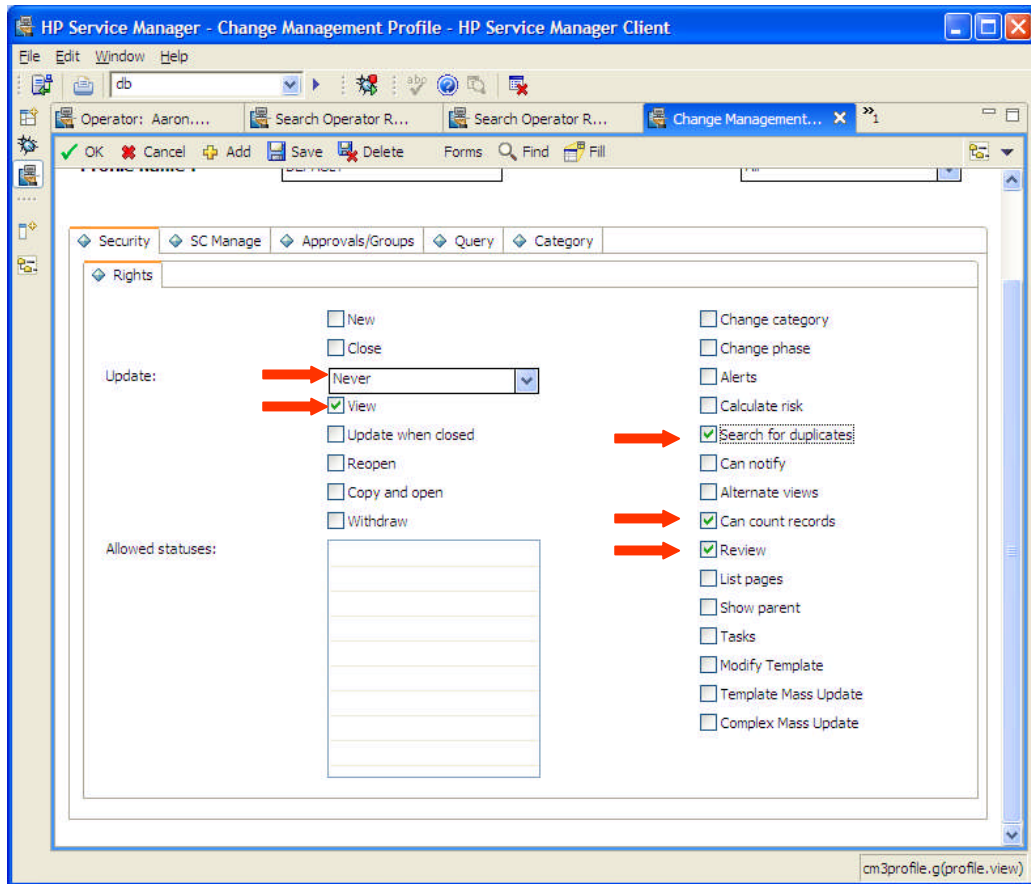 HP Service Manager - Change Management Profile - HP Service Manager Client
File Edit Window Help
db
Operator: Aaron.... Search Operator R... Search Operator R... Change Management... »1
OK Cancel Add Save Delete Forms Find Fill
Security SC Manage Approvals/Groups Query Category
Rights
New
Close
Update: Never
View
Update when closed
Reopen
Copy and open
Withdraw
Allowed statuses:
Change category
Change phase
Alerts
Calculate risk
Search for duplicates
Can notify
Alternate views
Can count records
Review
List pages
Show parent
Tasks
Modify Template
Template Mass Update
Complex Mass Update
cm3profile.g(profile.view)